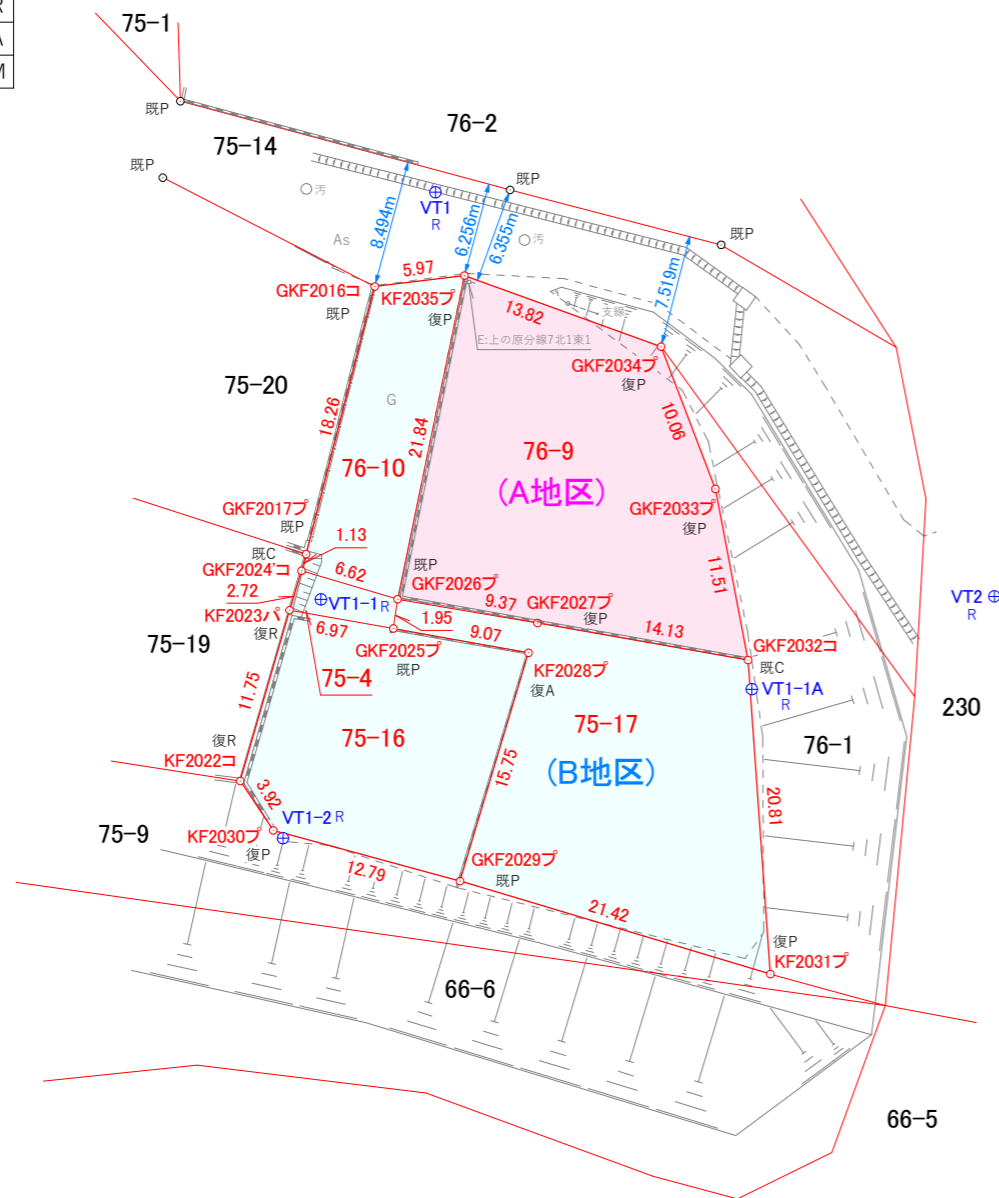 R
A
M
75-1
既P
76-2
75-14
既P
既P
汚
VT1
R
8.494m
6.256m
6.355m
汚
既P
As
7.519m
5.97
GKF2016コ
KF2035プ
既P
復P
13.82
支線
E:上の原分線7北1東1
GKF2034プ
復P
75-20
G
18.26
21.84
10.06
76-10
76-9
(A地区)
GKF2017プ
既P
GKF2033プ
復P
既C
1.13
GKF2024'コ
6.62
既P
GKF2026プ
11.51
2.72
VT1-1 R
9.37
GKF2027プ
復P
VT2
R
KF2023パ
復R
6.97
1.95
9.07
14.13
75-19
GKF2025プ
既P
GKF2032コ
既C
KF2028プ
復A
75-4
VT1-1A
R
11.75
75-16
75-17
(B地区)
76-1
230
復R
KF2022コ
15.75
3.92
20.81
75-9
KF2030プ
復P
VT1-2 R
12.79
GKF2029プ
既P
21.42
復P
KF2031プ
66-6
66-5